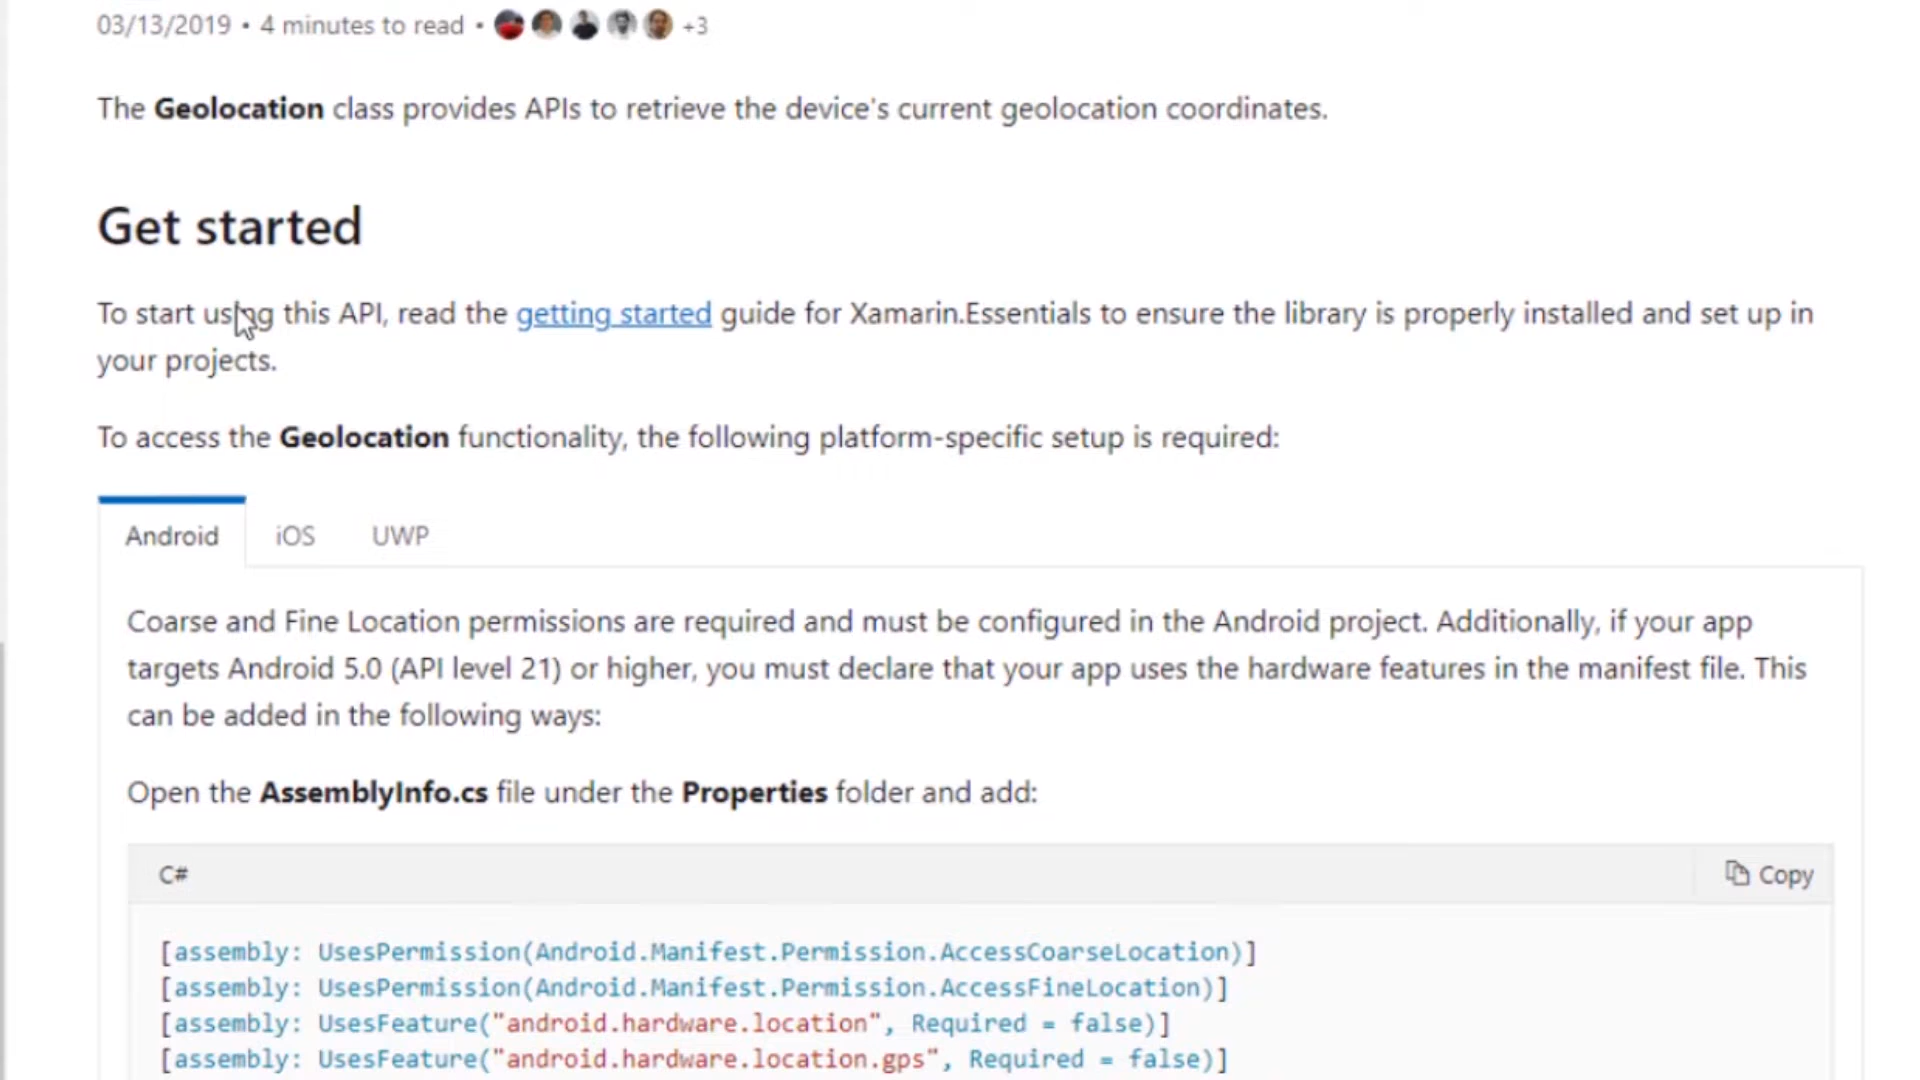 03/13/2019 • 4 minutes to read • +3
The Geolocation class provides APIs to retrieve the device's current geolocation coordinates.
Get started
To start using this API, read the getting started guide for Xamarin.Essentials to ensure the library is properly installed and set up in
your projects.
To access the Geolocation functionality, the following platform-specific setup is required:
Android iOS UWP
Coarse and Fine Location permissions are required and must be configured in the Android project. Additionally, if your app
targets Android 5.0 (API level 21) or higher, you must declare that your app uses the hardware features in the manifest file. This
can be added in the following ways:
Open the AssemblyInfo.cs file under the Properties folder and add:
C# Copy
[assembly: UsesPermission(Android.Manifest.Permission.AccessCoarseLocation)]
[assembly: UsesPermission(Android.Manifest.Permission.AccessFineLocation)]
[assembly: UsesFeature("android.hardware.location", Required = false)]
[assembly: UsesFeature("android.hardware.location.gps", Required = false)]